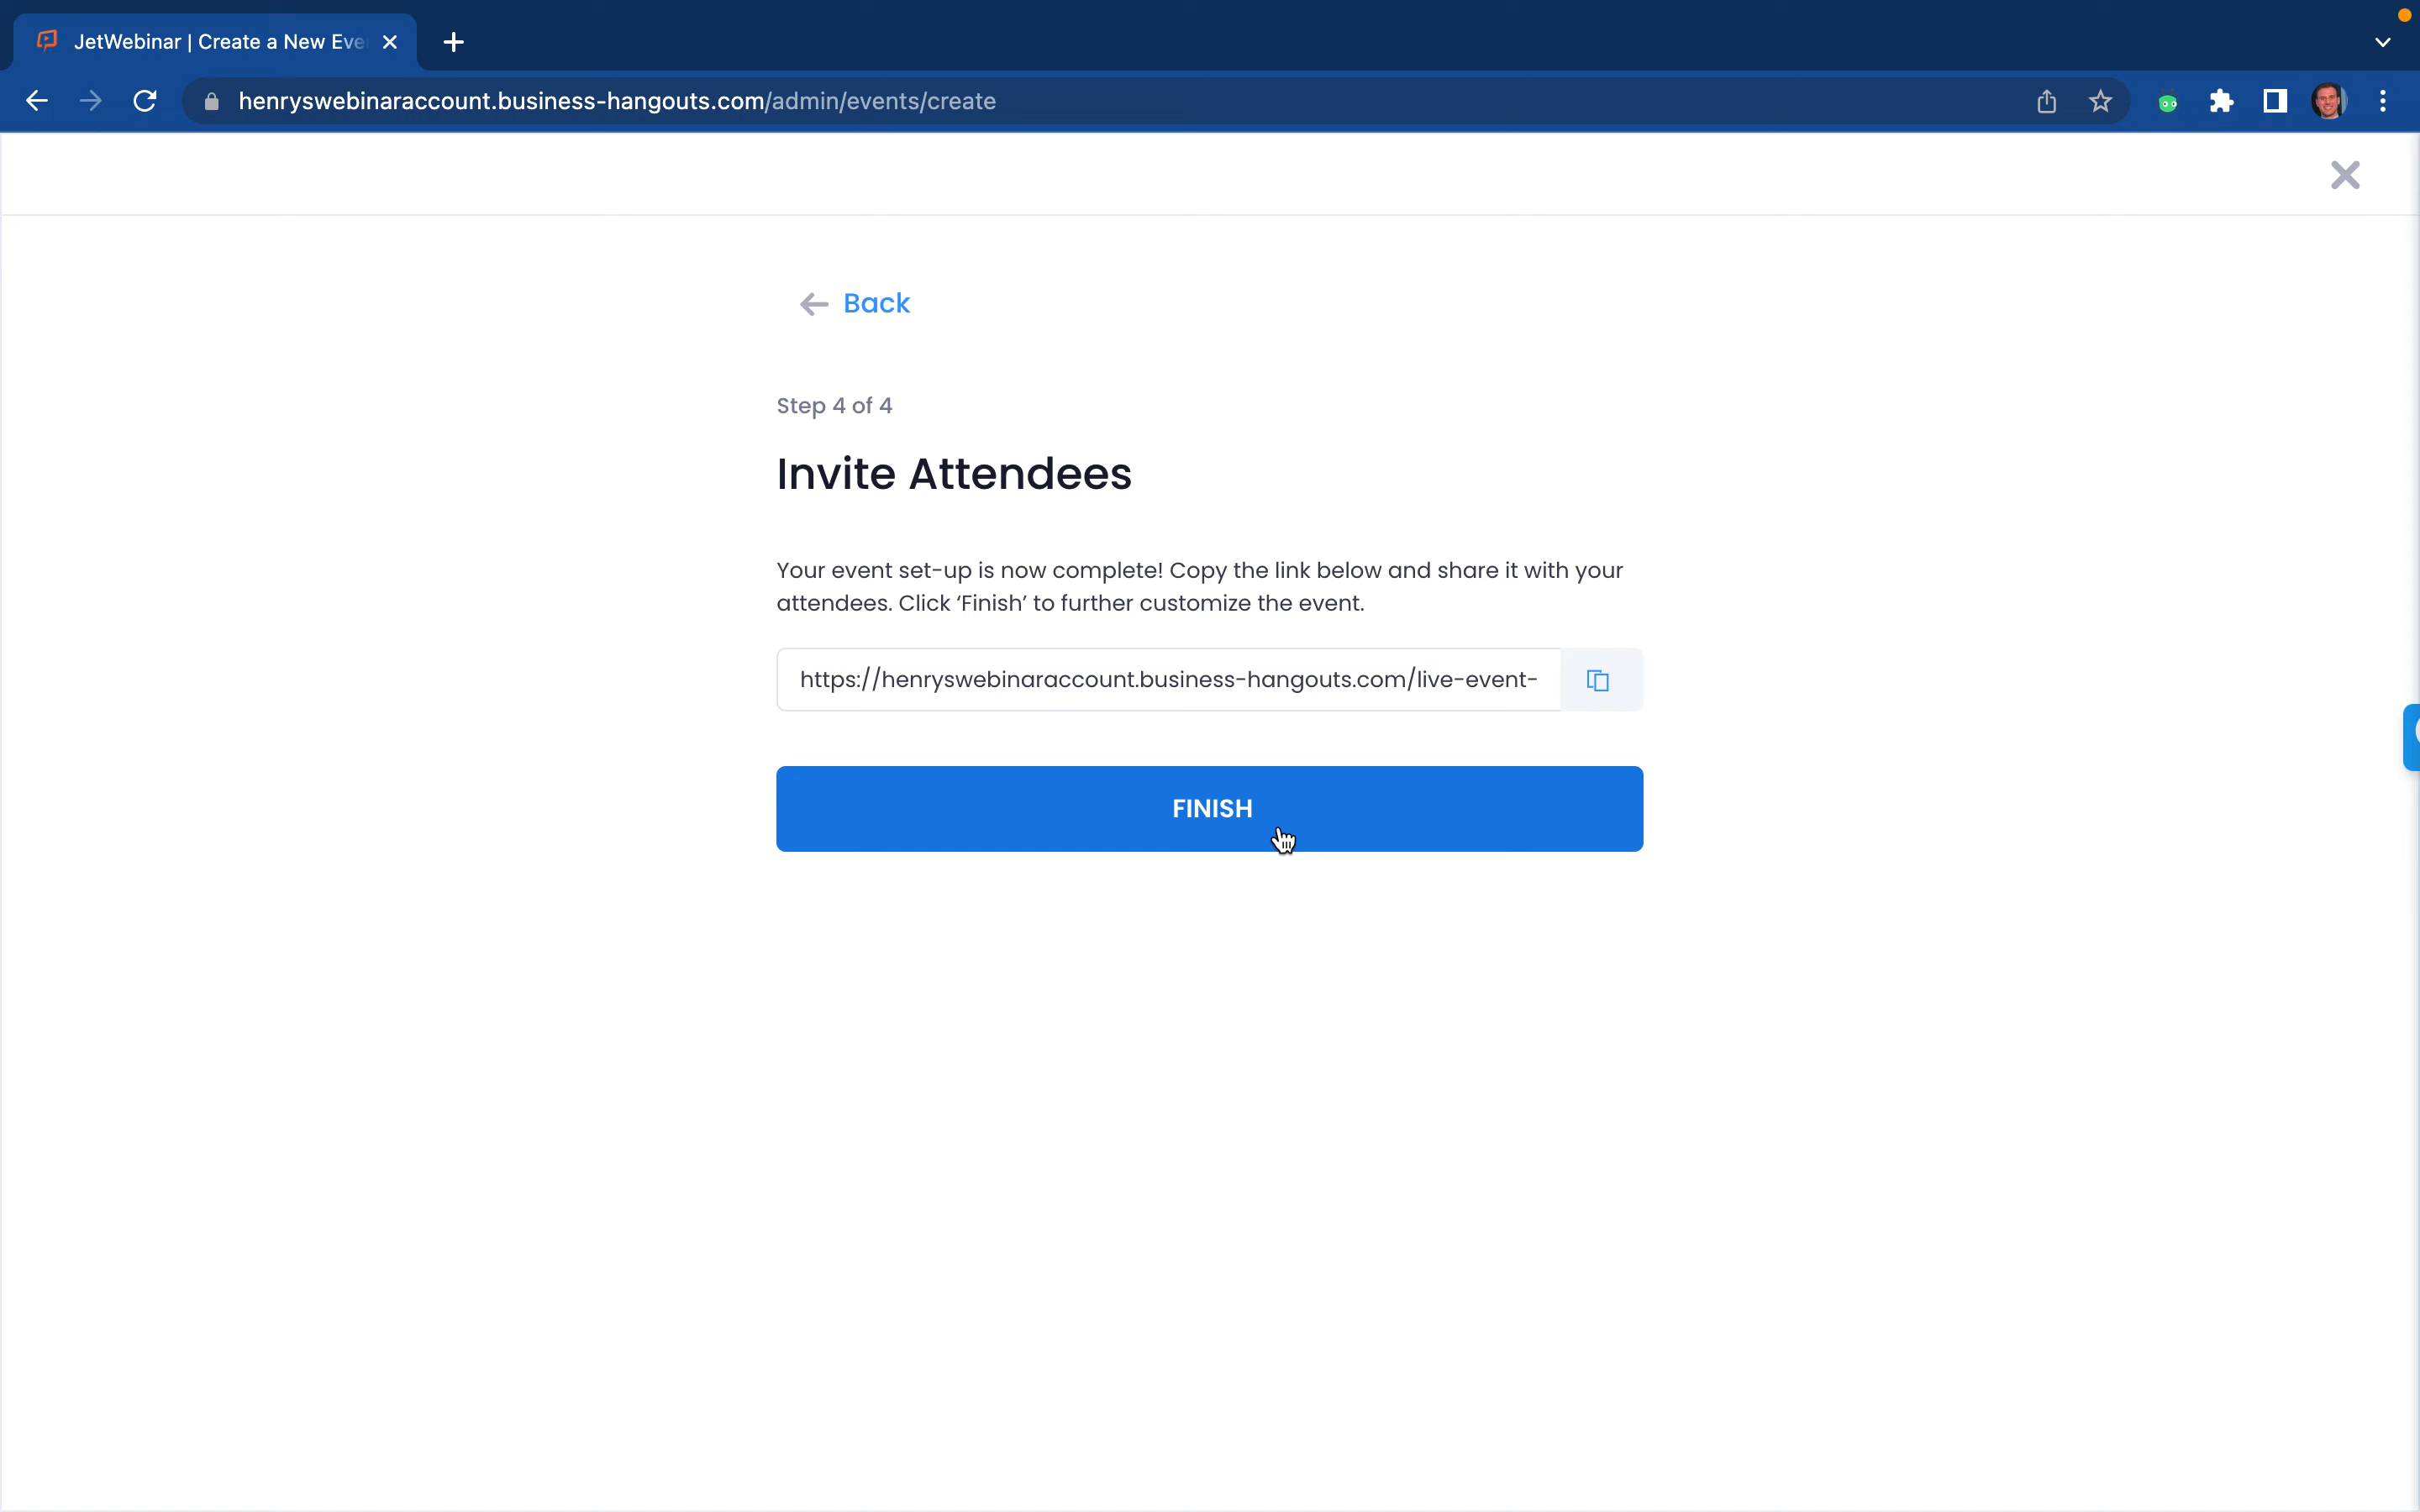 JetWebinar | Create a New Eve
henryswebinaraccount.business-hangouts.com/admin/events/create
Back
Step 4 of 4
Invite Attendees
Your event set-up is now complete! Copy the link below and share it with your
attendees. Click ‘Finish’ to further customize the event.
https://henryswebinaraccount.business-hangouts.com/live-event-
FINISH